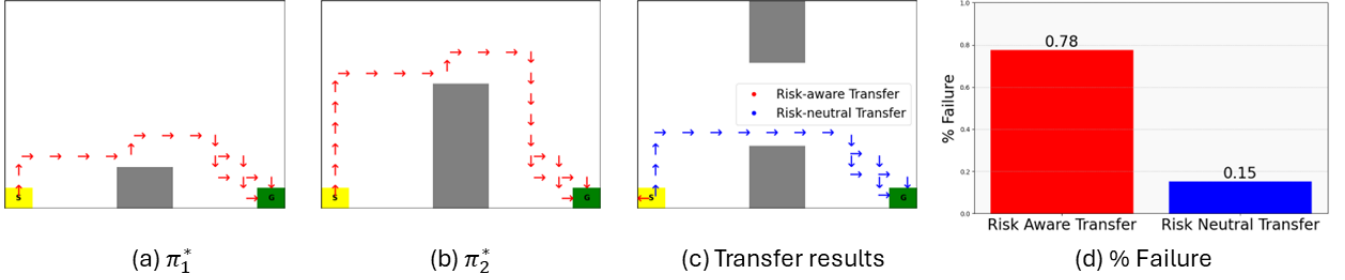 S
G
S
G
Risk-aware Transfer
Risk-neutral Transfer
S
G
% Failure
1.0
0.8
0.6
0.4
0.2
0.0
0.78
0.15
Risk Aware Transfer
Risk Neutral Transfer
(a) π₁*
(b) π₂*
(c) Transfer results
(d) % Failure